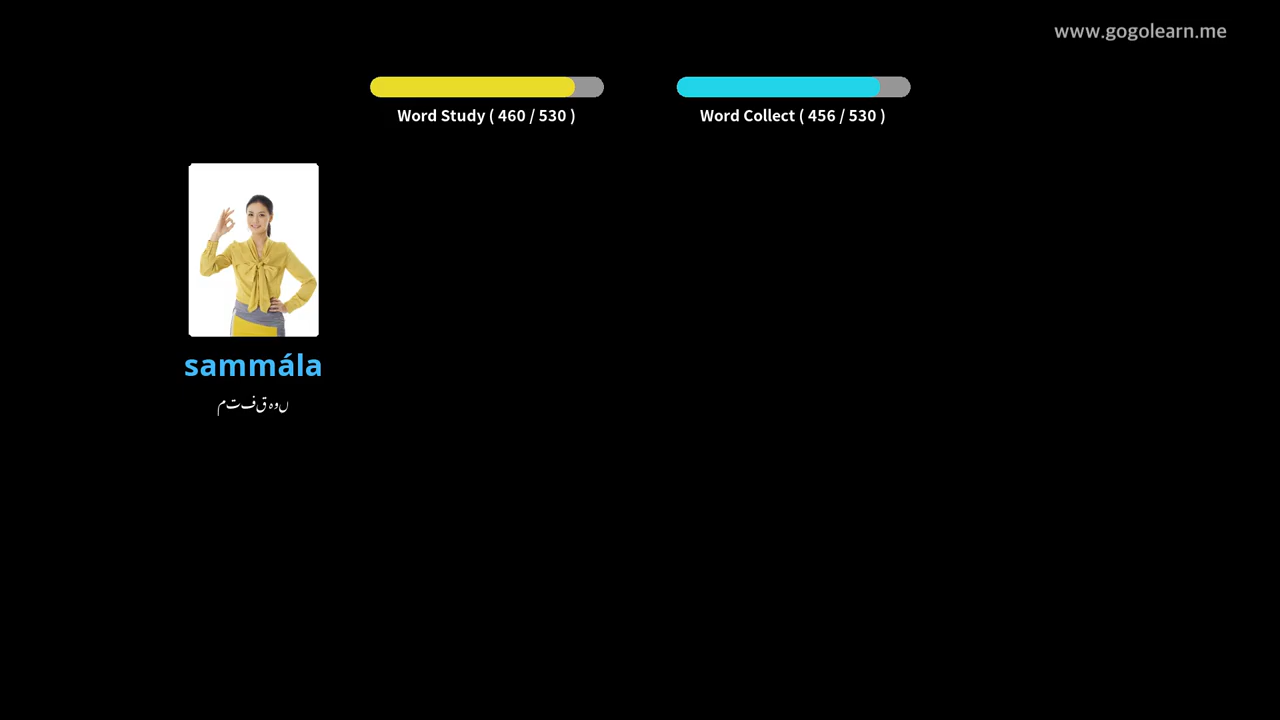 www.gogolearn.me
Word Study ( 460 / 530 )
Word Collect ( 456 / 530 )
sammála
متفق ہوں